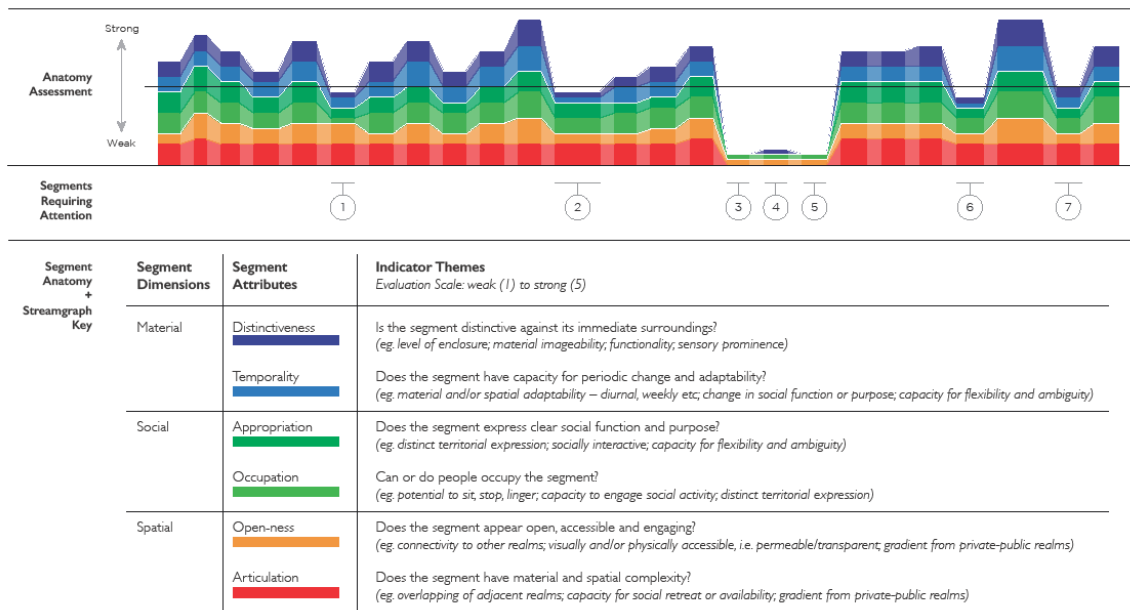 Strong
Anatomy
Assessment
Weak
Segments
Requiring
Attention
1
2
3
4
5
6
7
Segment
Anatomy
+
Streamgraph
Key
Segment
Dimensions
Segment
Attributes
Indicator Themes
Evaluation Scale: weak (1) to strong (5)
Material
Distinctiveness
Is the segment distinctive against its immediate surroundings?
(eg. level of enclosure; material imageability; functionality; sensory prominence)
Temporality
Does the segment have capacity for periodic change and adaptability?
(eg. material and/or spatial adaptability – diurnal, weekly etc; change in social function or purpose; capacity for flexibility and ambiguity)
Social
Appropriation
Does the segment express clear social function and purpose?
(eg. distinct territorial expression; socially interactive; capacity for flexibility and ambiguity)
Occupation
Can or do people occupy the segment?
(eg. potential to sit, stop, linger; capacity to engage social activity; distinct territorial expression)
Spatial
Open-ness
Does the segment appear open, accessible and engaging?
(eg. connectivity to other realms; visually and/or physically accessible, i.e. permeable/transparent; gradient from private-public realms)
Articulation
Does the segment have material and spatial complexity?
(eg. overlapping of adjacent realms; capacity for social retreat or availability; gradient from private-public realms)